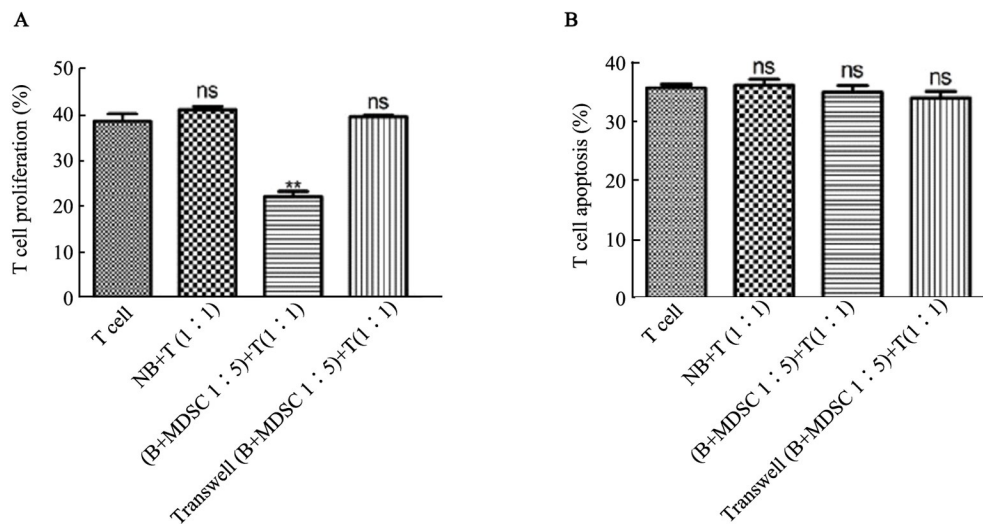 A
T cell proliferation (%)
50
40
30
20
10
0
ns
**
ns
T cell
NB+T (1∶1)
(B+MDSC 1∶5)+T(1∶1)
Transwell (B+MDSC 1∶5)+T(1∶1)
B
T cell apoptosis (%)
40
30
20
10
0
ns
ns
ns
T cell
NB+T (1∶1)
(B+MDSC 1∶5)+T(1∶1)
Transwell (B+MDSC 1∶5)+T(1∶1)